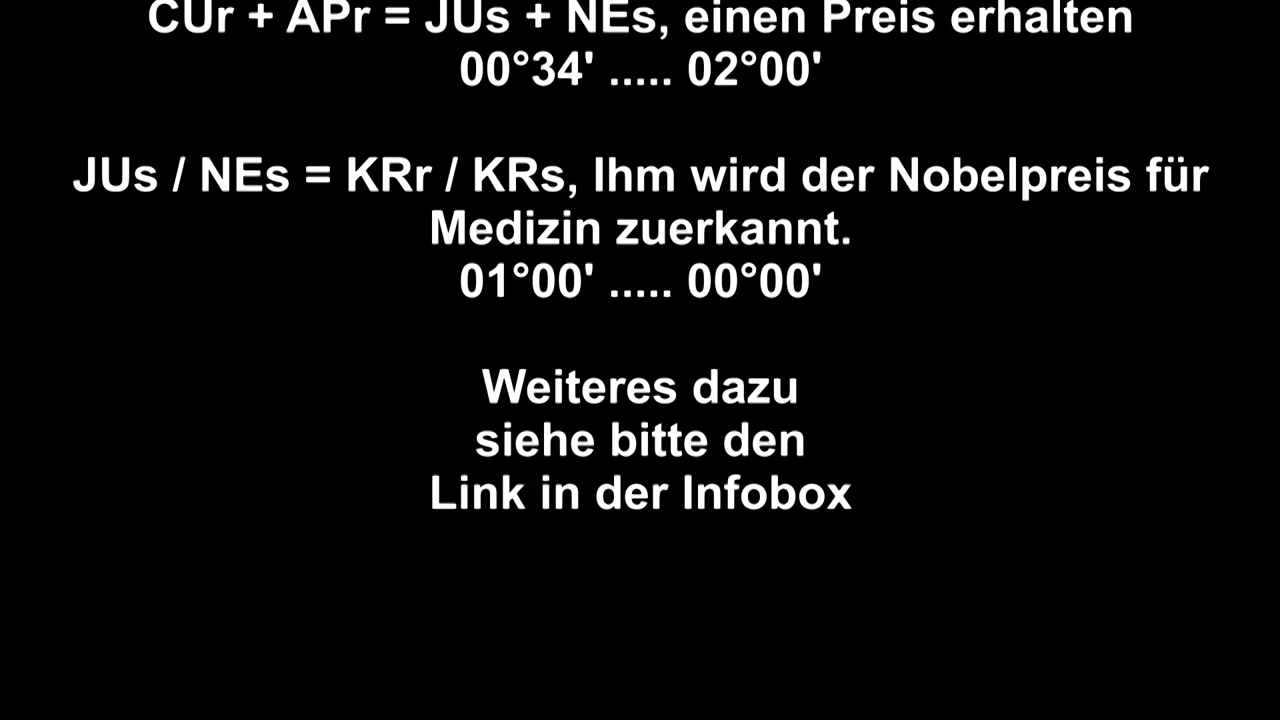 CUr + APr = JUs + NEs, einen Preis erhalten
00°34' ..... 02°00'
JUs / NEs = KRr / KRs, Ihm wird der Nobelpreis für
Medizin zuerkannt.
01°00' ..... 00°00'
Weiteres dazu
siehe bitte den
Link in der Infobox